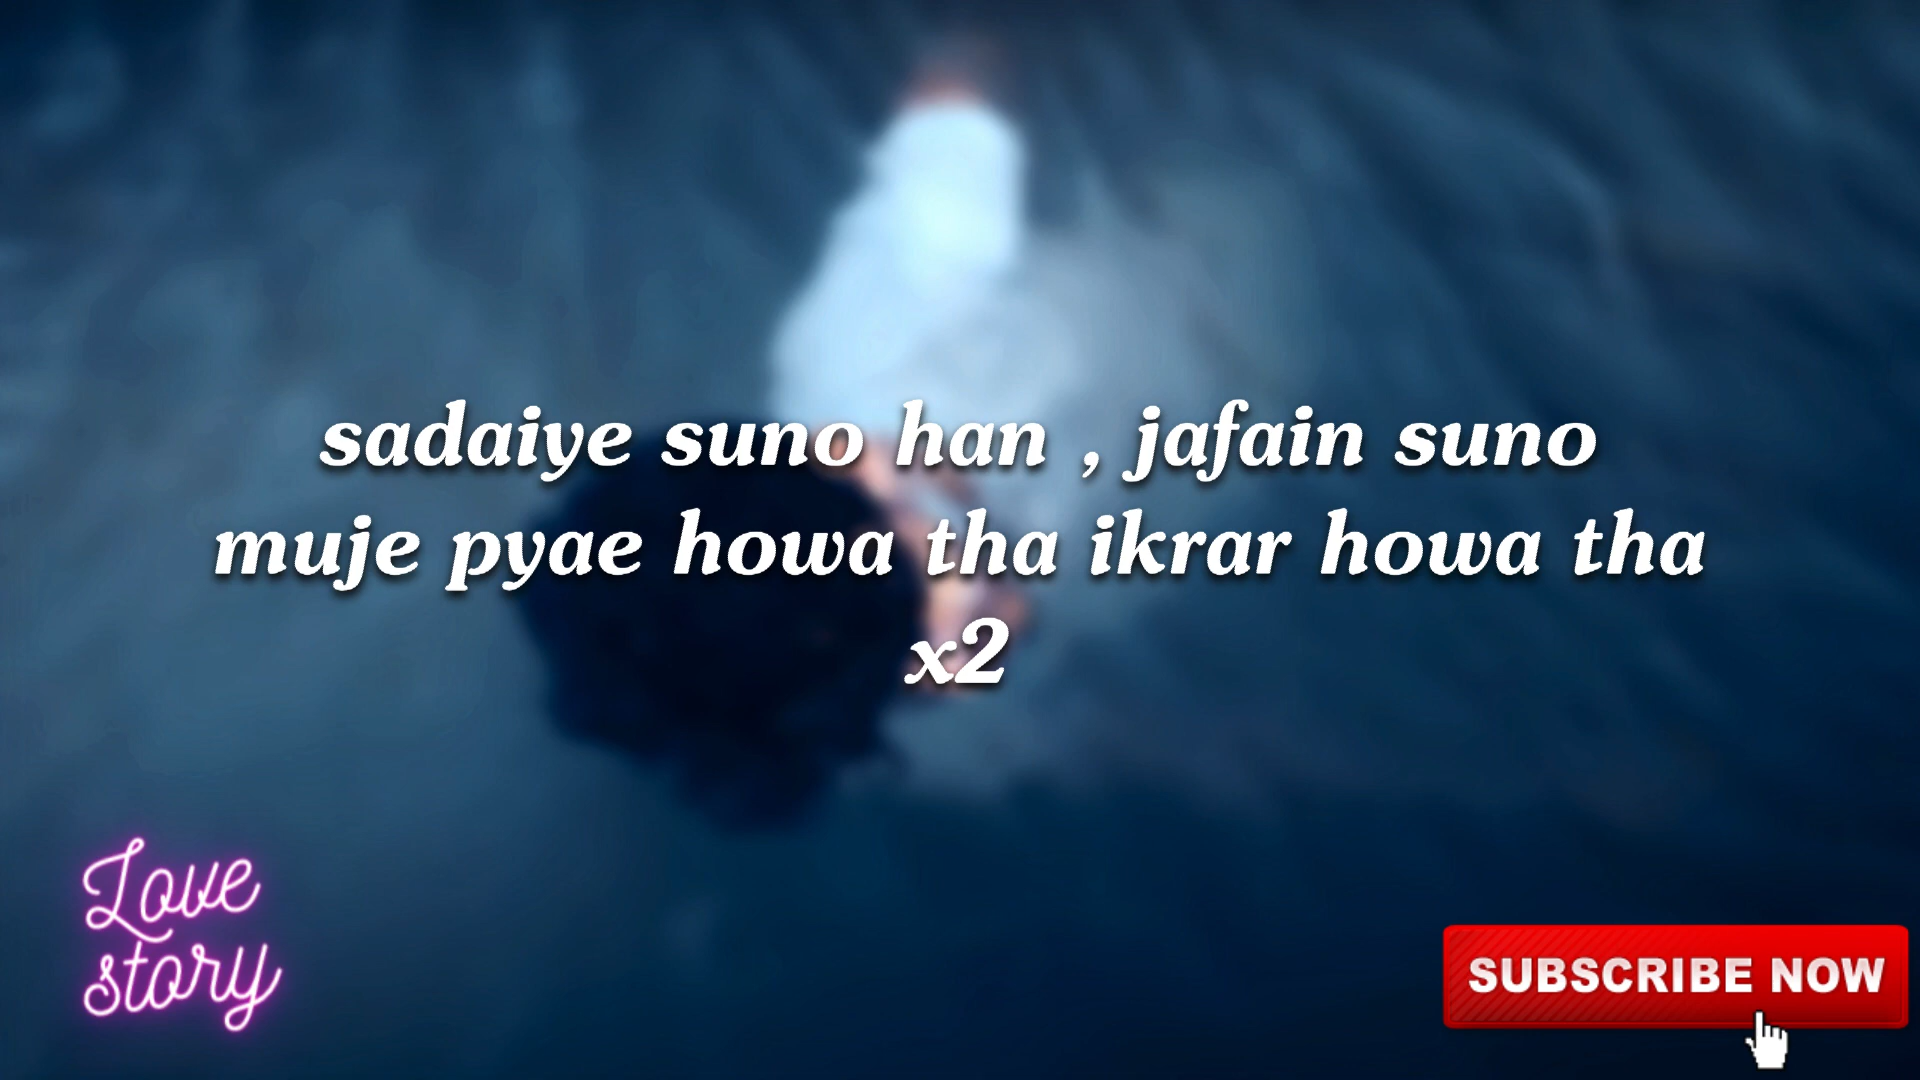 sadaiye suno han , jafain suno
muje pyae howa tha ikrar howa tha
x2
Love
story
SUBSCRIBE NOW